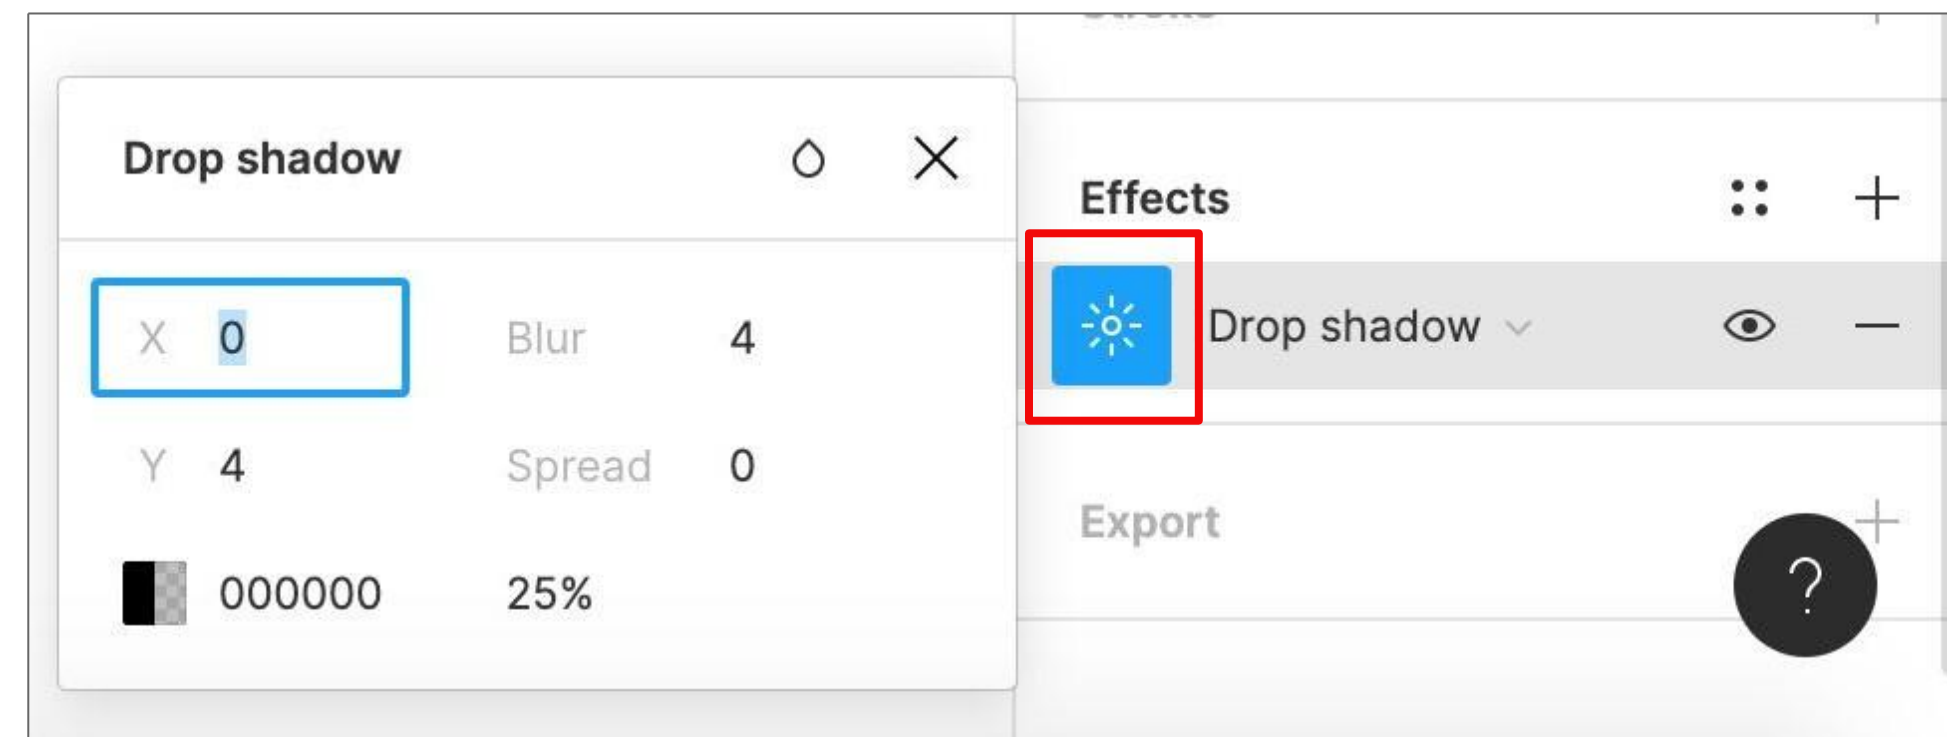 Drop shadow
X 0 Blur 4
Y 4 Spread 0
000000 25%
Effects
Drop shadow
Export
?